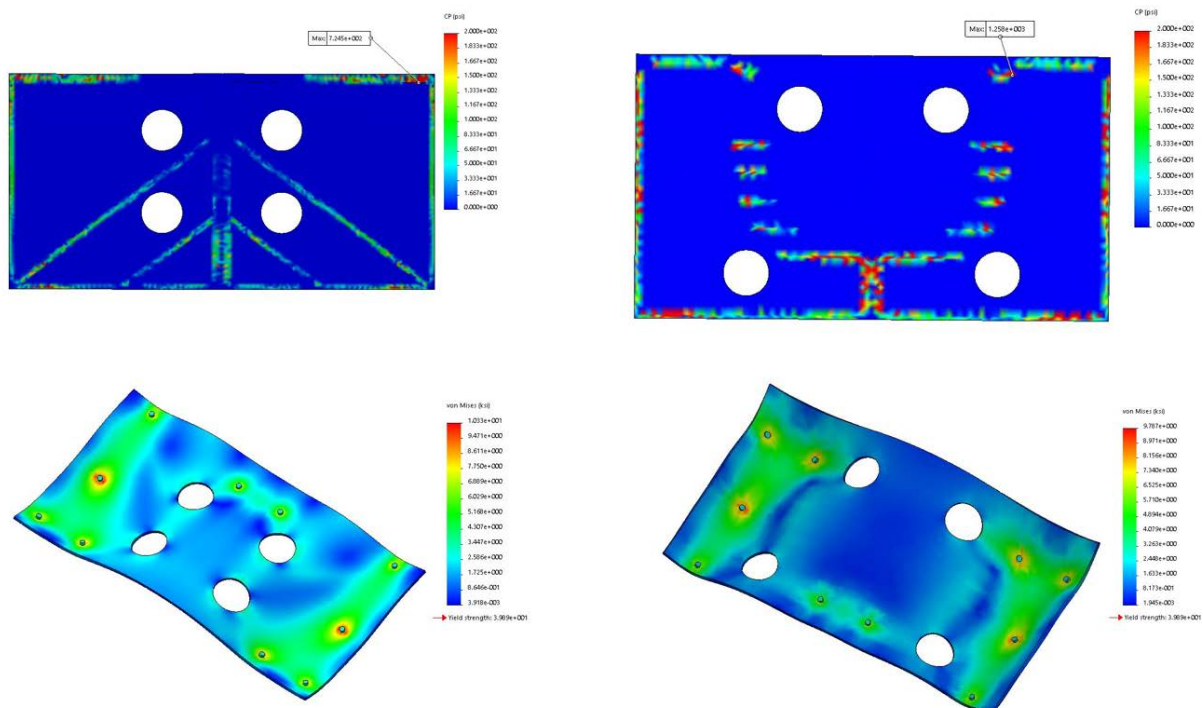 CP (psi)
2.000e+002
1.833e+002
1.667e+002
1.500e+002
1.333e+002
1.167e+002
1.000e+002
8.333e+001
6.667e+001
5.000e+001
3.333e+001
1.667e+001
0.000e+000
Max: 7.245e+002
CP (psi)
2.000e+002
1.833e+002
1.667e+002
1.500e+002
1.333e+002
1.167e+002
1.000e+002
8.333e+001
6.667e+001
5.000e+001
3.333e+001
1.667e+001
0.000e+000
Max: 1.258e+003
von Mises (ksi)
1.033e+001
9.471e+000
8.611e+000
7.750e+000
6.889e+000
6.029e+000
5.168e+000
4.307e+000
3.447e+000
2.586e+000
1.725e+000
8.646e-001
3.918e-003
Yield strength: 3.989e+001
von Mises (ksi)
9.787e+000
8.971e+000
8.156e+000
7.340e+000
6.525e+000
5.710e+000
4.894e+000
4.079e+000
3.263e+000
2.448e+000
1.633e+000
8.173e-001
1.945e-003
Yield strength: 3.989e+001